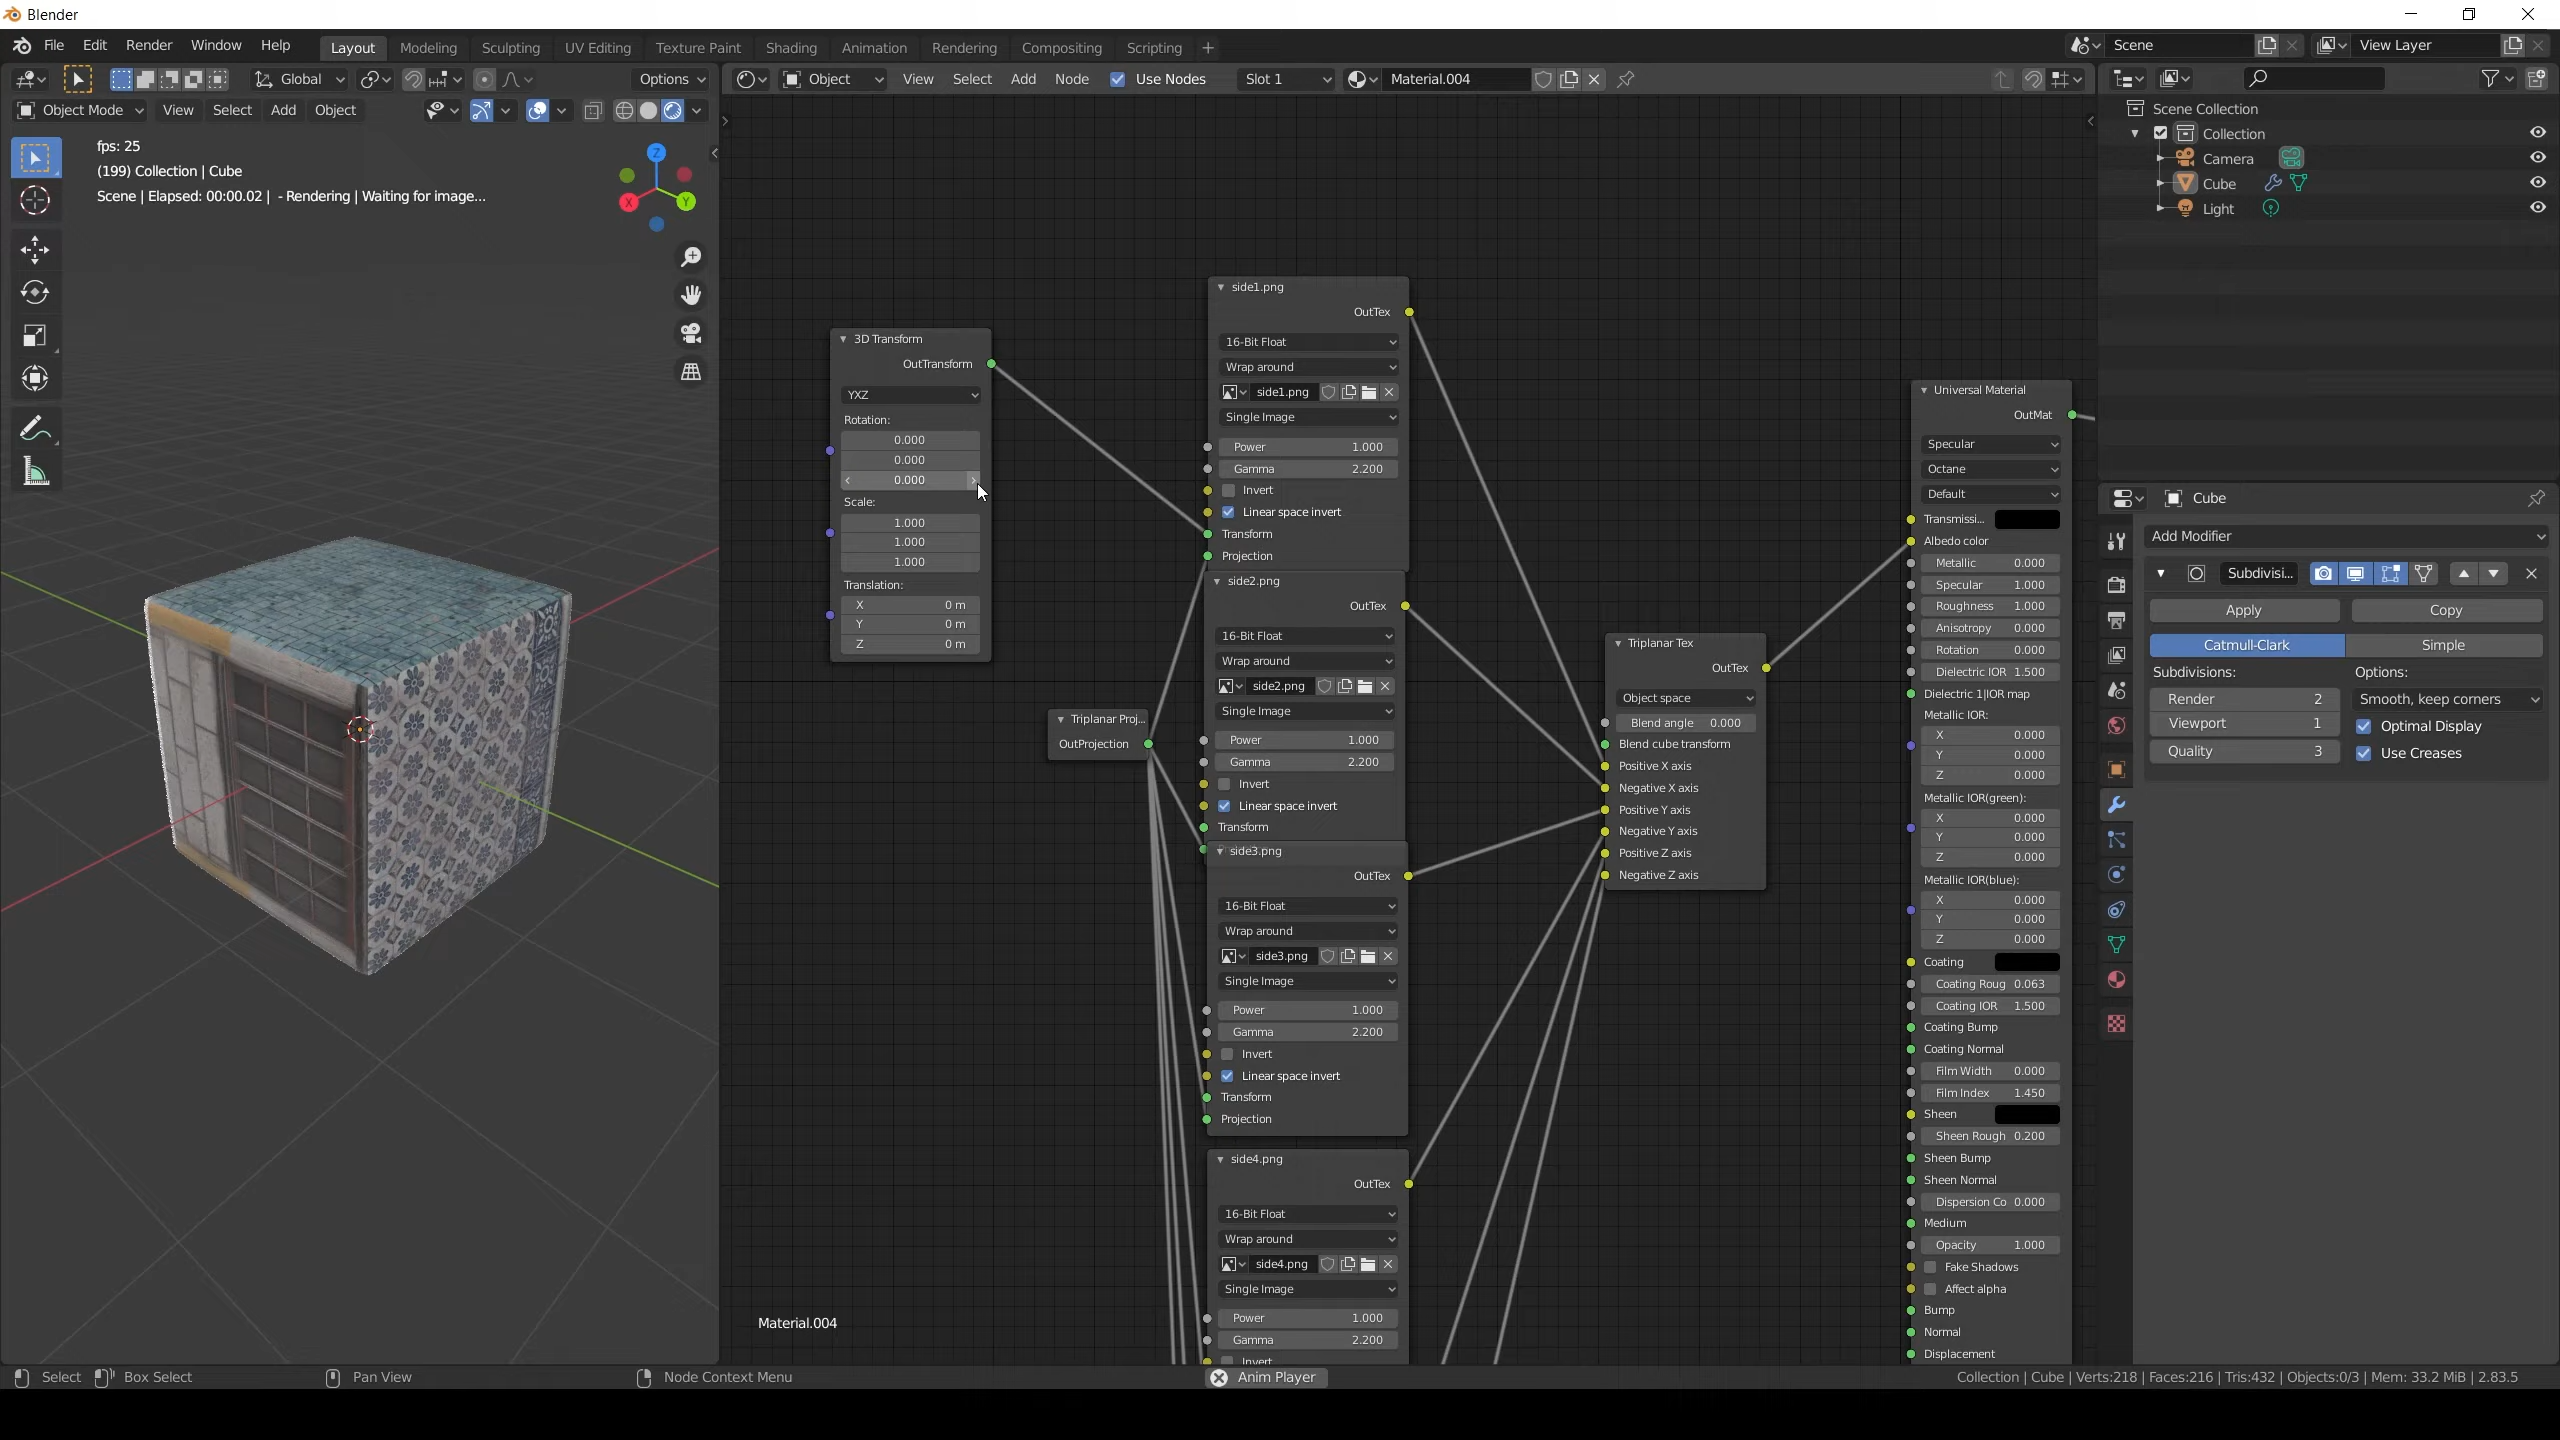 Blender
File Edit Render Window Help Layout Modeling Sculpting UV Editing Texture Paint Shading Animation Rendering Compositing Scripting + Scene View Layer
Global Options Object View Select Add Node Use Nodes Slot 1 Material.004
Object Mode View Select Add Object
fps: 25
(199) Collection | Cube
Scene | Elapsed: 00:00.02 | - Rendering | Waiting for image...
Z
Y
X
3D Transform
OutTransform
YXZ
Rotation:
0.000
0.000
0.000
Scale:
1.000
1.000
1.000
Translation:
X 0 m
Y 0 m
Z 0 m
Triplanar Proj...
OutProjection
side1.png
OutTex
16-Bit Float
Wrap around
side1.png
Single Image
Power 1.000
Gamma 2.200
Invert
Linear space invert
Transform
Projection
side2.png
OutTex
16-Bit Float
Wrap around
side2.png
Single Image
Power 1.000
Gamma 2.200
Invert
Linear space invert
Transform
side3.png
OutTex
16-Bit Float
Wrap around
side3.png
Single Image
Power 1.000
Gamma 2.200
Invert
Linear space invert
Transform
Projection
side4.png
OutTex
16-Bit Float
Wrap around
side4.png
Single Image
Power 1.000
Gamma 2.200
Invert
Triplanar Tex
OutTex
Object space
Blend angle 0.000
Blend cube transform
Positive X axis
Negative X axis
Positive Y axis
Negative Y axis
Positive Z axis
Negative Z axis
Universal Material
OutMat
Specular
Octane
Default
Transmissi...
Albedo color
Metallic 0.000
Specular 1.000
Roughness 1.000
Anisotropy 0.000
Rotation 0.000
Dielectric IOR 1.500
Dielectric 1|IOR map
Metallic IOR:
X 0.000
Y 0.000
Z 0.000
Metallic IOR(green):
X 0.000
Y 0.000
Z 0.000
Metallic IOR(blue):
X 0.000
Y 0.000
Z 0.000
Coating
Coating Roug 0.063
Coating IOR 1.500
Coating Bump
Coating Normal
Film Width 0.000
Film Index 1.450
Sheen
Sheen Rough 0.200
Sheen Bump
Sheen Normal
Dispersion Co 0.000
Medium
Opacity 1.000
Fake Shadows
Affect alpha
Bump
Normal
Displacement
Material.004
Scene Collection
Collection
Camera
Cube
Light
Cube
Add Modifier
Subdivisi...
Apply Copy
Catmull-Clark Simple
Subdivisions: Options:
Render 2 Smooth, keep corners
Viewport 1 Optimal Display
Quality 3 Use Creases
Select Box Select Pan View Node Context Menu Anim Player Collection | Cube | Verts:218 | Faces:216 | Tris:432 | Objects:0/3 | Mem: 33.2 MiB | 2.83.5